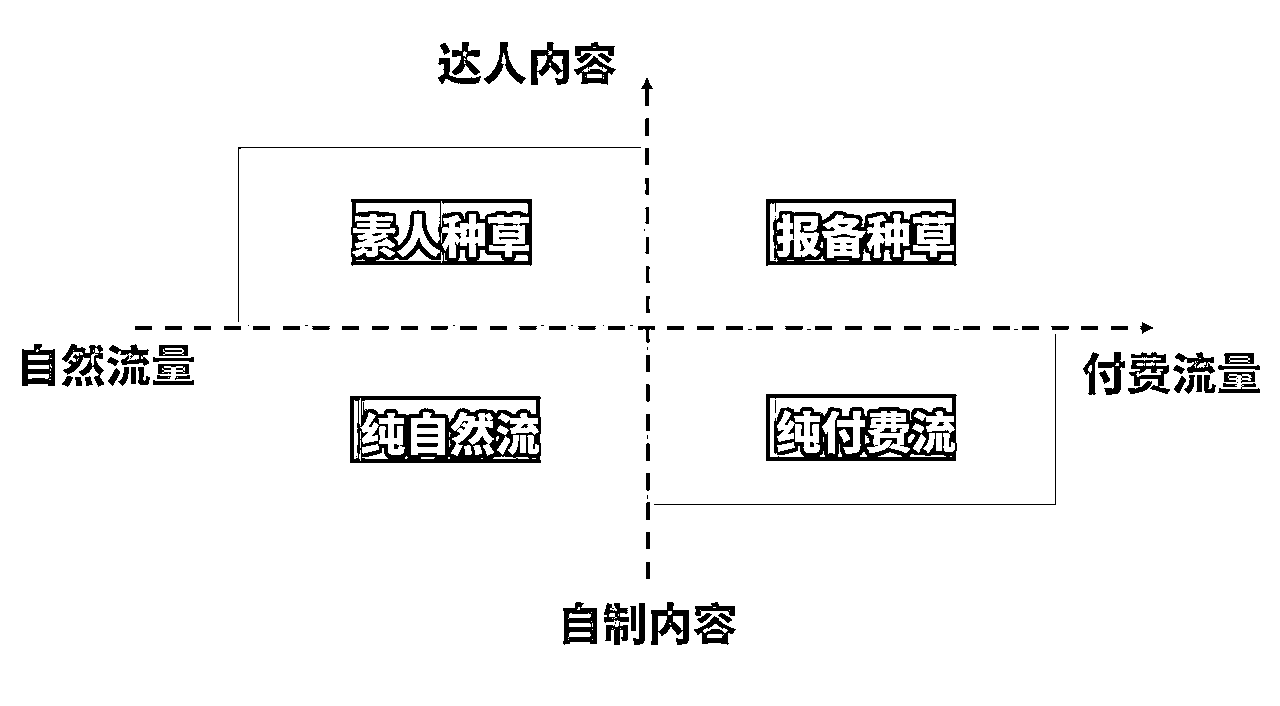 达人内容
素人种草
报备种草
自然流量
付费流量
纯自然流
纯付费流
自制内容